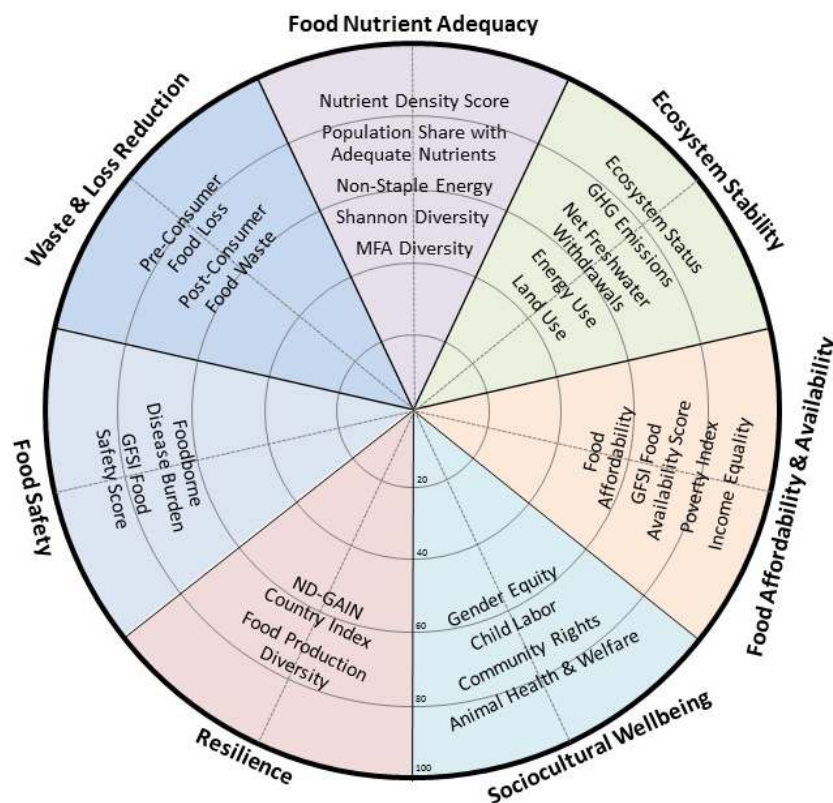 Food Nutrient Adequacy
Nutrient Density Score
Population Share with
Adequate Nutrients
Non-Staple Energy
Shannon Diversity
MFA Diversity
Ecosystem Stability
Ecosystem Status
GHG Emissions
Net Freshwater
Withdrawals
Energy Use
Land Use
Food Affordability & Availability
Food
Affordability
GFSI Food
Availability Score
Poverty Index
Income Equality
Sociocultural Wellbeing
Gender Equity
Child Labor
Community Rights
Animal Health & Welfare
Resilience
ND-GAIN
Country Index
Food Production
Diversity
Food Safety
Foodborne
Disease Burden
GFSI Food
Safety Score
Waste & Loss Reduction
Pre-Consumer
Food Loss
Post-Consumer
Food Waste
20
40
60
80
100